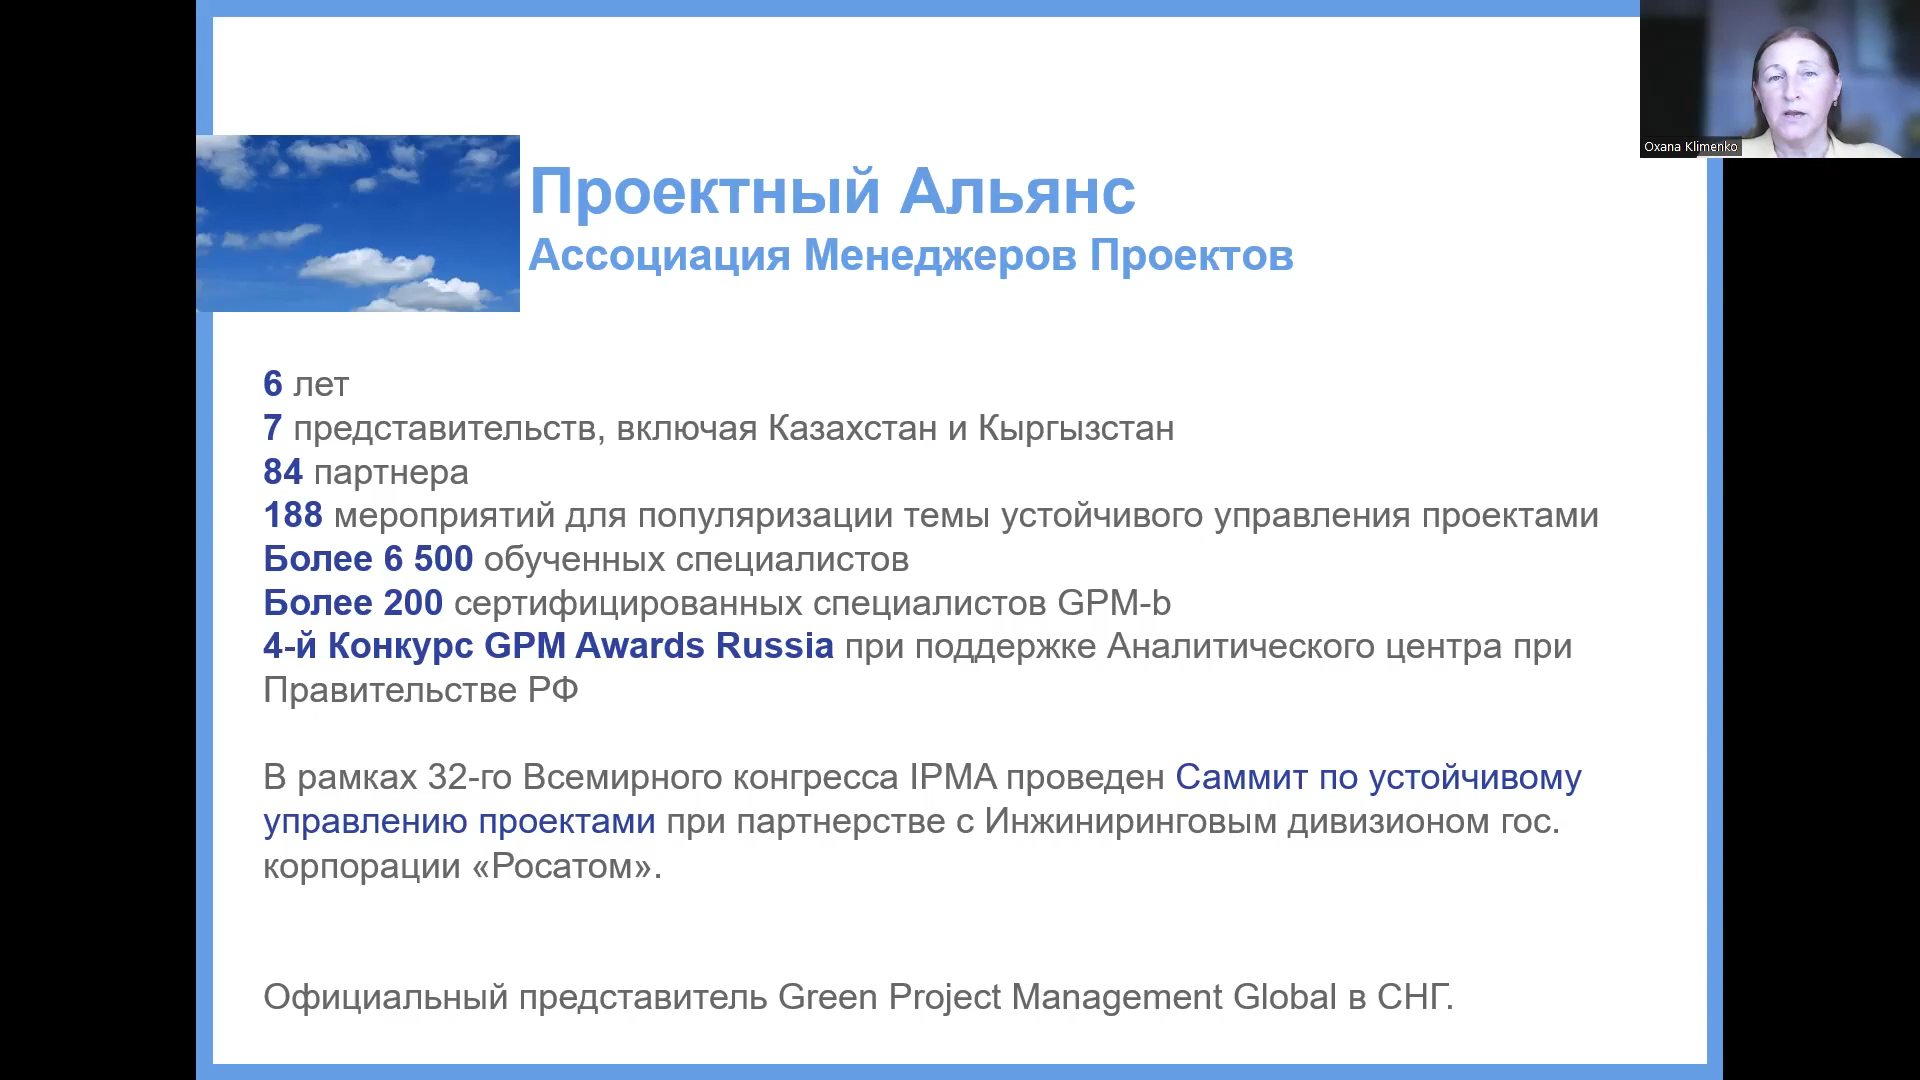 Oxana Klimenko
Проектный Альянс
Ассоциация Менеджеров Проектов
6 лет
7 представительств, включая Казахстан и Кыргызстан
84 партнера
188 мероприятий для популяризации темы устойчивого управления проектами
Более 6 500 обученных специалистов
Более 200 сертифицированных специалистов GPM-b
4-й Конкурс GPM Awards Russia при поддержке Аналитического центра при
Правительстве РФ
В рамках 32-го Всемирного конгресса IPMA проведен Саммит по устойчивому
управлению проектами при партнерстве с Инжиниринговым дивизионом гос.
корпорации «Росатом».
Официальный представитель Green Project Management Global в СНГ.